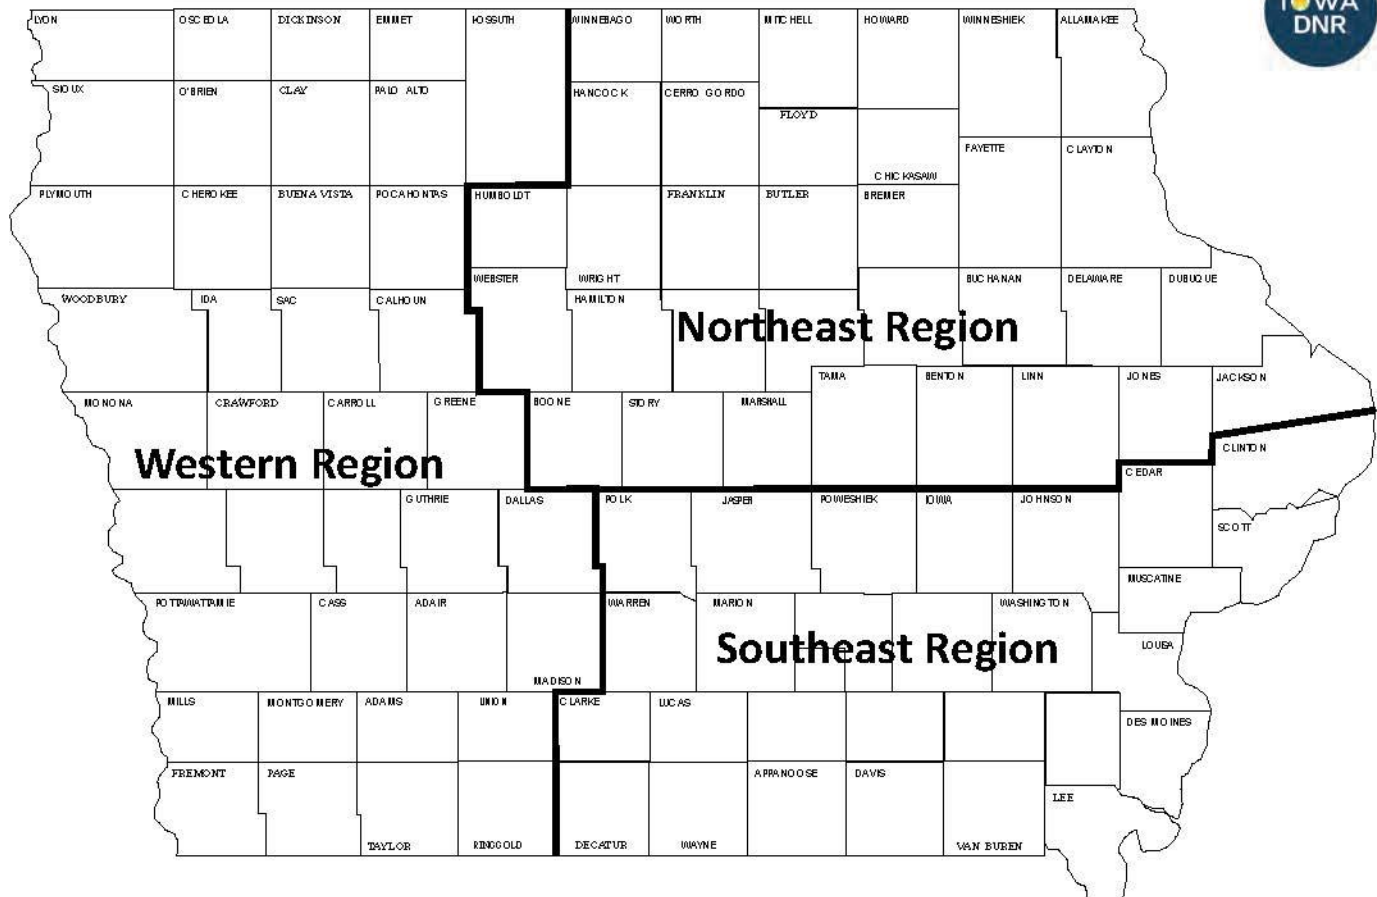 IOWA
DNR
LYON OSCEOLA DICKINSON EMMET KOSSUTH WINNEBAGO WORTH MITCHELL HOWARD WINNESHIEK ALLAMAKEE
SIOUX O'BRIEN CLAY PALO ALTO HANCOCK CERRO GORDO
FLOYD
FAYETTE CLAYTON
CHICKASAW
PLYMOUTH CHEROKEE BUENA VISTA POCAHONTAS HUMBOLDT FRANKLIN BUTLER BREMER
WEBSTER WRIGHT BUCHANAN DELAWARE DUBUQUE
WOODBURY IDA SAC CALHOUN HAMILTON
Northeast Region
TAMA BENTON LINN JONES JACKSON
MONONA CRAWFORD CARROLL GREENE BOONE STORY MARSHALL
CLINTON
Western Region
CEDAR
GUTHRIE DALLAS POLK JASPER POWESHIEK IOWA JOHNSON
SCOTT
MUSCATINE
POTTAWATTAMIE CASS ADAIR WARREN MARION WASHINGTON
Southeast Region
LOUISA
MADISON
MILLS MONTGOMERY ADAMS UNION CLARKE LUCAS
DES MOINES
FREMONT PAGE APPANOOSE DAVIS
LEE
TAYLOR RINGGOLD DECATUR WAYNE VAN BUREN